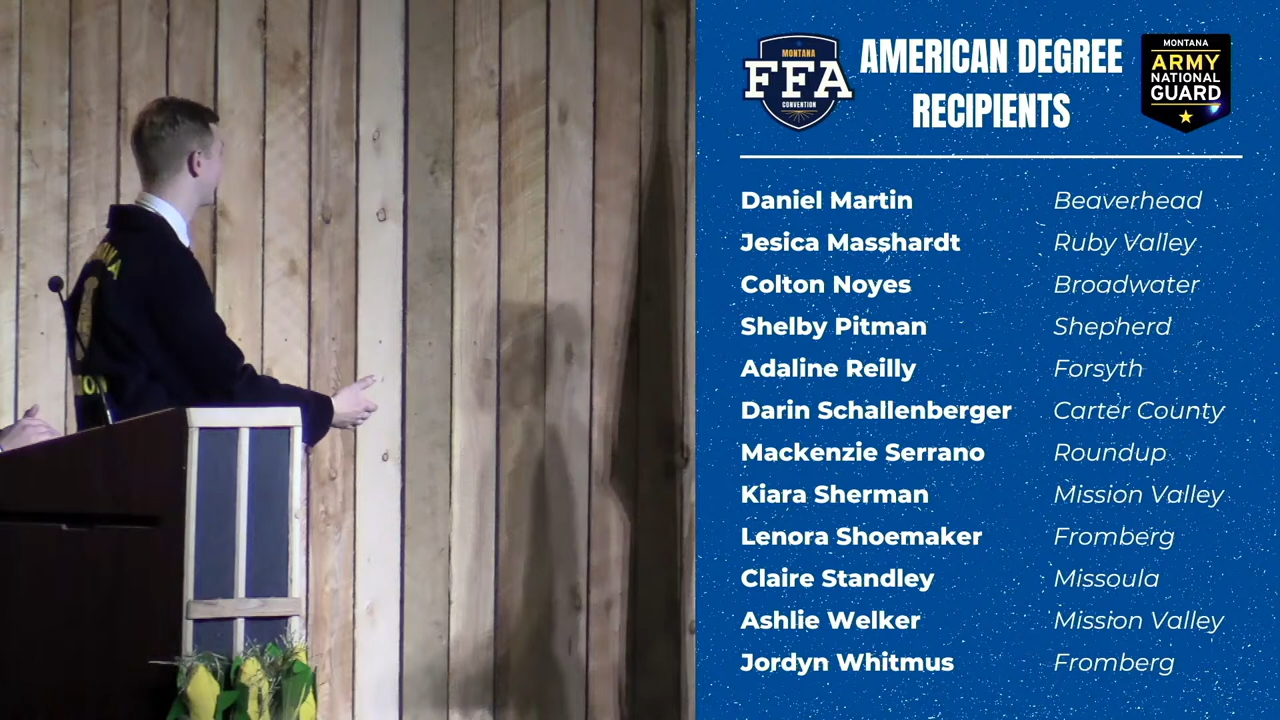 MONTANA
FFA
CONVENTION
AMERICAN DEGREE
RECIPIENTS
MONTANA
ARMY
NATIONAL
GUARD
Daniel Martin Beaverhead
Jesica Masshardt Ruby Valley
Colton Noyes Broadwater
Shelby Pitman Shepherd
Adaline Reilly Forsyth
Darin Schallenberger Carter County
Mackenzie Serrano Roundup
Kiara Sherman Mission Valley
Lenora Shoemaker Fromberg
Claire Standley Missoula
Ashlie Welker Mission Valley
Jordyn Whitmus Fromberg